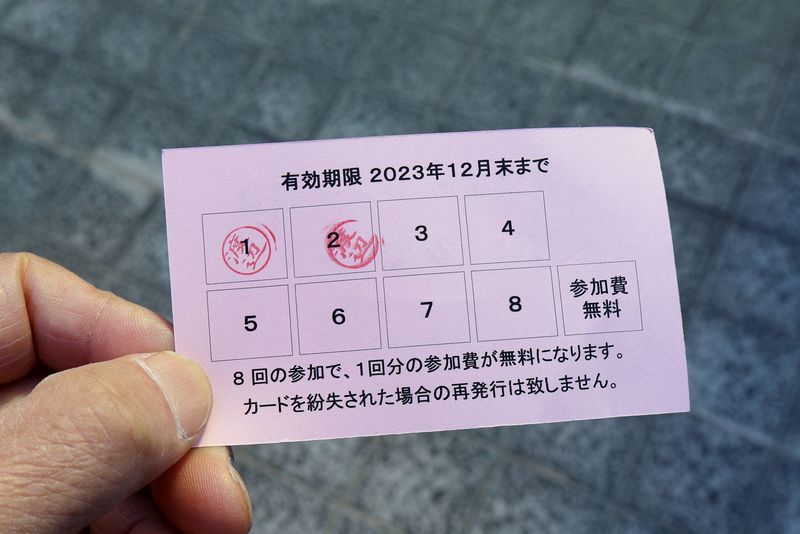 有効期限 2023年12月末まで
1 2 3 4
5 6 7 8 参加費
無料
8回の参加で、1回分の参加費が無料になります。
カードを紛失された場合の再発行は致しません。